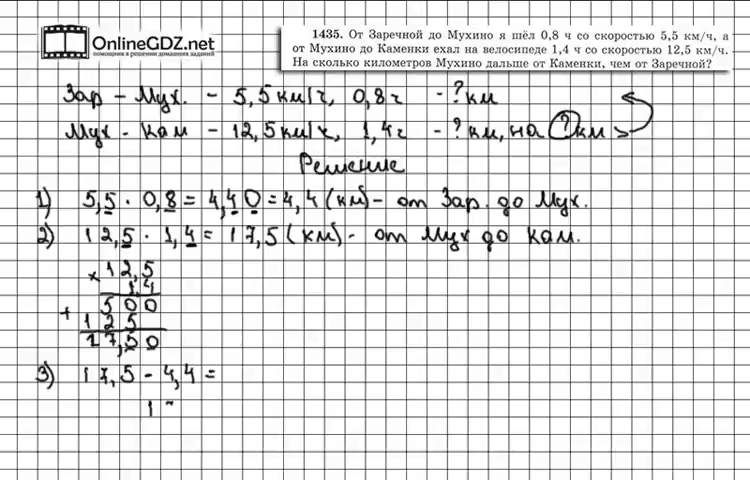 OnlineGDZ.net
помощник в решении домашних заданий
1435. От Заречной до Мухино я шёл 0,8 ч со скоростью 5,5 км/ч, а
от Мухино до Каменки ехал на велосипеде 1,4 ч со скоростью 12,5 км/ч.
На сколько километров Мухино дальше от Каменки, чем от Заречной?
Зар - Мух. - 5,5 км/ч, 0,8 ч - ? км
Мух - Кам - 12,5 км/ч, 1,4 ч - ? км, на ? км
Решение
1) 5,5 · 0,8 = 4,40 = 4,4 (км) - от Зар. до Мух.
2) 12,5 · 1,4 = 17,5 (км) - от Мух до Кам.
× 12,5
1,4
+ 500
125
17,50
3) 17,5 - 4,4 =
1